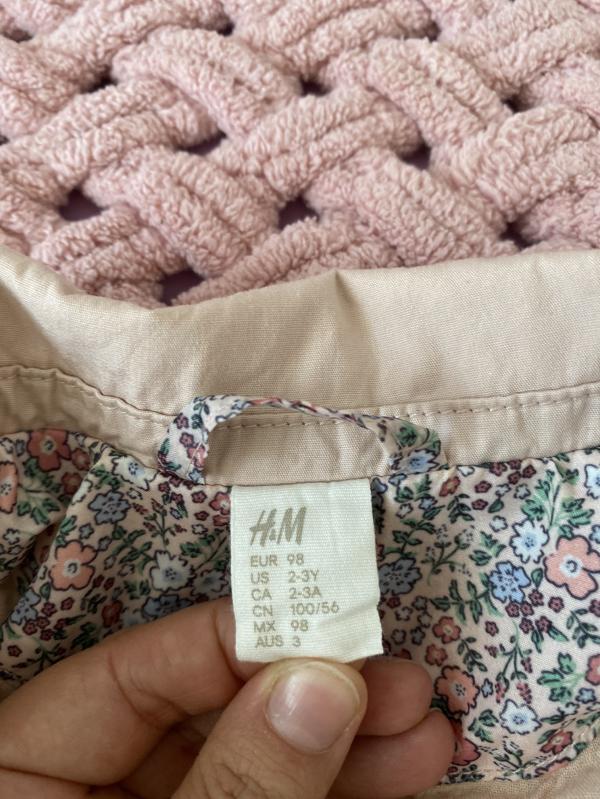 H&M
EUR 98
US 2-3Y
CA 2-3A
CN 100/56
MX 98
AUS 3